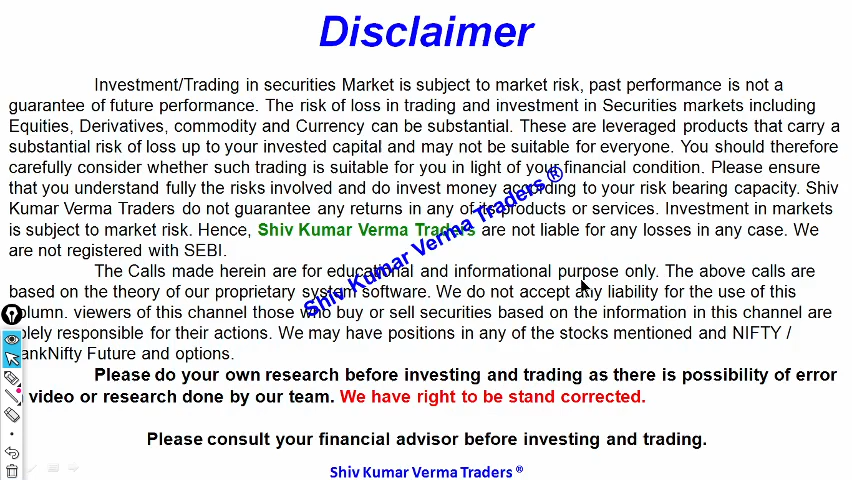 Disclaimer
Investment/Trading in securities Market is subject to market risk, past performance is not a
guarantee of future performance. The risk of loss in trading and investment in Securities markets including
Equities, Derivatives, commodity and Currency can be substantial. These are leveraged products that carry a
substantial risk of loss up to your invested capital and may not be suitable for everyone. You should therefore
carefully consider whether such trading is suitable for you in light of your financial condition. Please ensure
that you understand fully the risks involved and do invest money according to your risk bearing capacity. Shiv
Kumar Verma Traders do not guarantee any returns in any of its products or services. Investment in markets
is subject to market risk. Hence, Shiv Kumar Verma Traders are not liable for any losses in any case. We
are not registered with SEBI.
The Calls made herein are for educational and informational purpose only. The above calls are
based on the theory of our proprietary system software. We do not accept any liability for the use of this
olumn. viewers of this channel those who buy or sell securities based on the information in this channel are
olely responsible for their actions. We may have positions in any of the stocks mentioned and NIFTY /
ankNifty Future and options.
Please do your own research before investing and trading as there is possibility of error
video or research done by our team. We have right to be stand corrected.
Please consult your financial advisor before investing and trading.
Shiv Kumar Verma Traders ®
Shiv Kumar Verma Traders ®